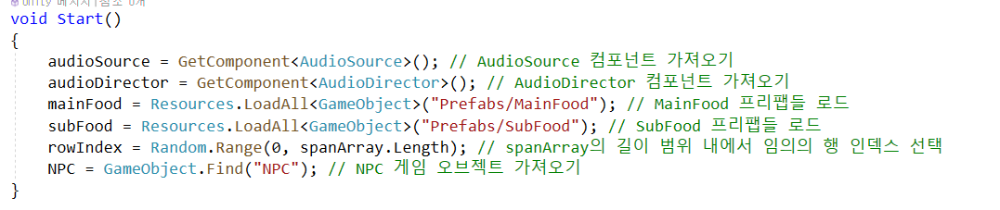 Unity 메시지 | 참조 0개
void Start()
{
audioSource = GetComponent<AudioSource>(); // AudioSource 컴포넌트 가져오기
audioDirector = GetComponent<AudioDirector>(); // AudioDirector 컴포넌트 가져오기
mainFood = Resources.LoadAll<GameObject>("Prefabs/MainFood"); // MainFood 프리팹들 로드
subFood = Resources.LoadAll<GameObject>("Prefabs/SubFood"); // SubFood 프리팹들 로드
rowIndex = Random.Range(0, spanArray.Length); // spanArray의 길이 범위 내에서 임의의 행 인덱스 선택
NPC = GameObject.Find("NPC"); // NPC 게임 오브젝트 가져오기
}